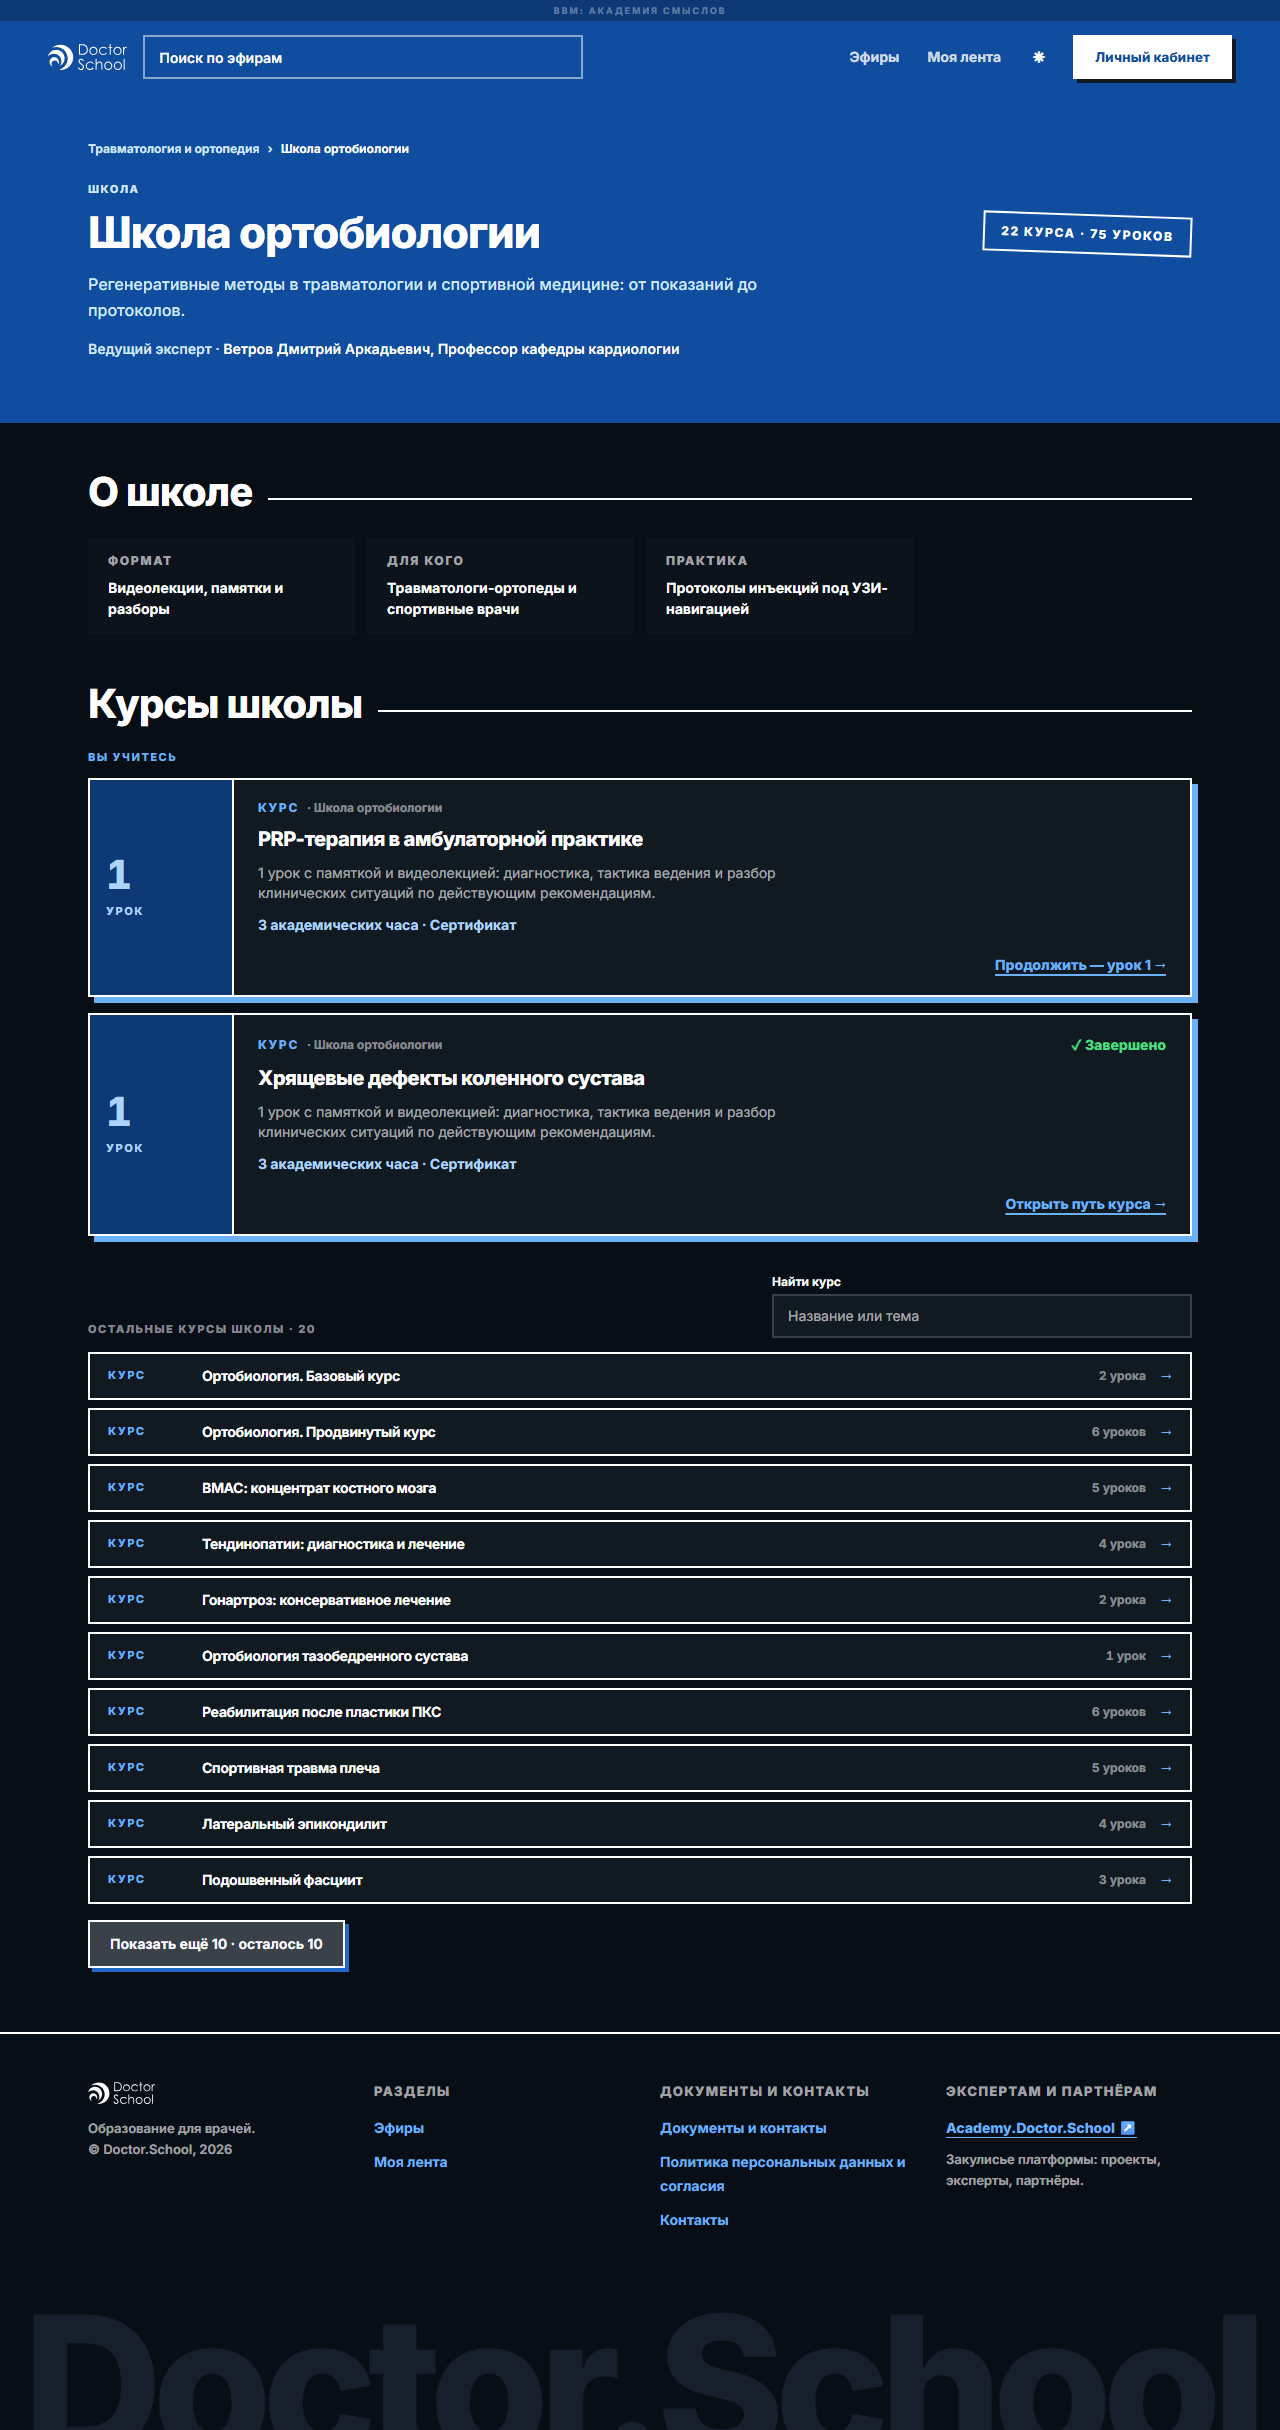 ВВМ: АКАДЕМИЯ СМЫСЛОВ
Doctor
School
Поиск по эфирам
Эфиры
Моя лента
Личный кабинет
Травматология и ортопедия › Школа ортобиологии
ШКОЛА
Школа ортобиологии
22 КУРСА · 75 УРОКОВ
Регенеративные методы в травматологии и спортивной медицине: от показаний до
протоколов.
Ведущий эксперт · Ветров Дмитрий Аркадьевич, Профессор кафедры кардиологии
О школе
ФОРМАТ
Видеолекции, памятки и
разборы
ДЛЯ КОГО
Травматологи-ортопеды и
спортивные врачи
ПРАКТИКА
Протоколы инъекций под УЗИ-
навигацией
Курсы школы
ВЫ УЧИТЕСЬ
1
УРОК
КУРС · Школа ортобиологии
PRP-терапия в амбулаторной практике
1 урок с памяткой и видеолекцией: диагностика, тактика ведения и разбор
клинических ситуаций по действующим рекомендациям.
3 академических часа · Сертификат
Продолжить — урок 1 →
1
УРОК
КУРС · Школа ортобиологии
✓ Завершено
Хрящевые дефекты коленного сустава
1 урок с памяткой и видеолекцией: диагностика, тактика ведения и разбор
клинических ситуаций по действующим рекомендациям.
3 академических часа · Сертификат
Открыть путь курса →
Найти курс
Название или тема
ОСТАЛЬНЫЕ КУРСЫ ШКОЛЫ · 20
КУРС Ортобиология. Базовый курс 2 урока →
КУРС Ортобиология. Продвинутый курс 6 уроков →
КУРС BMAC: концентрат костного мозга 5 уроков →
КУРС Тендинопатии: диагностика и лечение 4 урока →
КУРС Гонартроз: консервативное лечение 2 урока →
КУРС Ортобиология тазобедренного сустава 1 урок →
КУРС Реабилитация после пластики ПКС 6 уроков →
КУРС Спортивная травма плеча 5 уроков →
КУРС Латеральный эпикондилит 4 урока →
КУРС Подошвенный фасциит 3 урока →
Показать ещё 10 · осталось 10
Doctor
School
Образование для врачей.
© Doctor.School, 2026
РАЗДЕЛЫ
Эфиры
Моя лента
ДОКУМЕНТЫ И КОНТАКТЫ
Документы и контакты
Политика персональных данных и
согласия
Контакты
ЭКСПЕРТАМ И ПАРТНЁРАМ
Academy.Doctor.School ↗
Закулисье платформы: проекты,
эксперты, партнёры.
Doctor.School